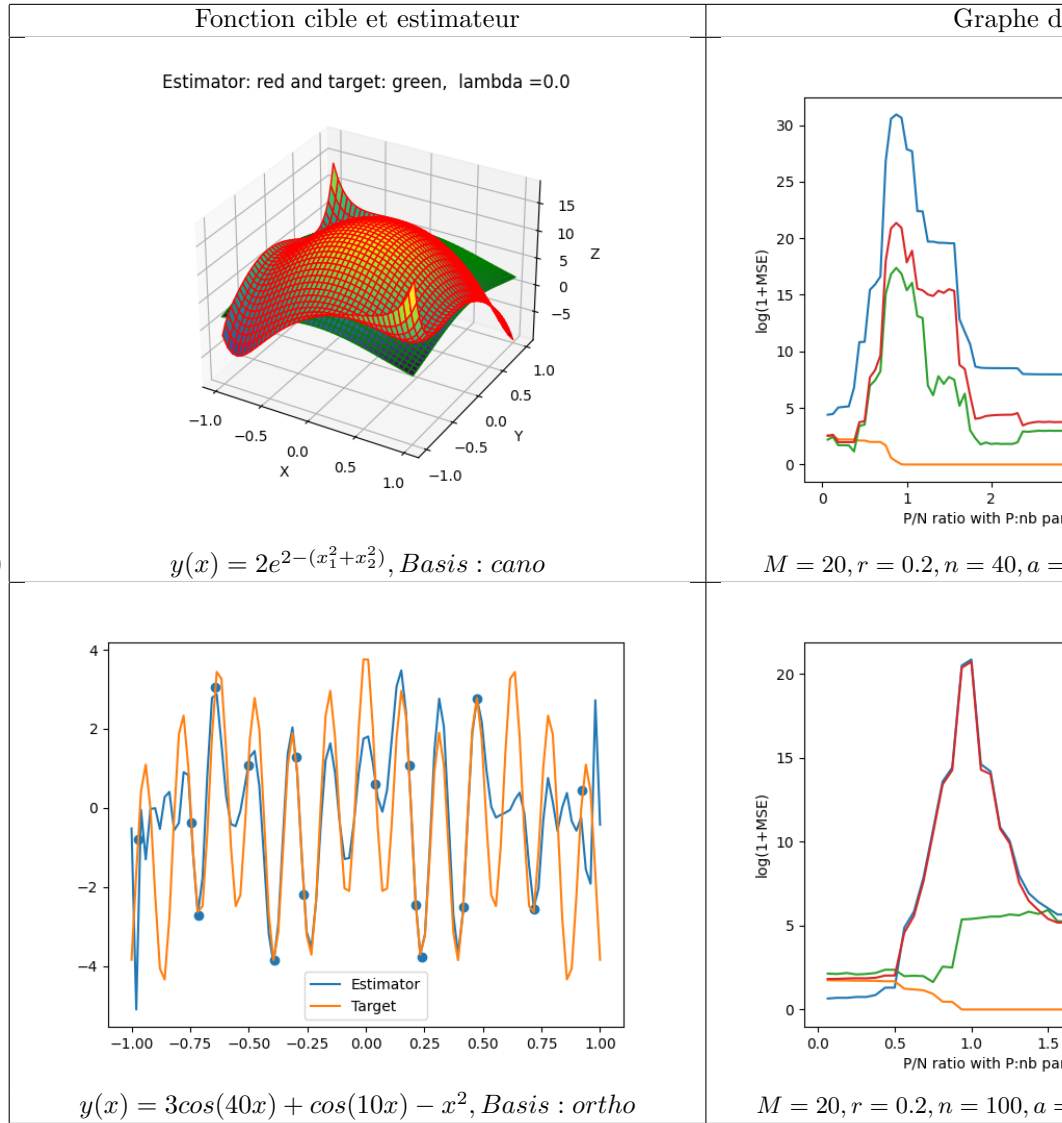 Fonction cible et estimateur
Graphe d
Estimator: red and target: green, lambda =0.0
15
10
5
0
−5
Z
−1.0
−0.5
0.0
0.5
1.0
X
−1.0
−0.5
0.0
0.5
1.0
Y
y(x) = 2e^{2−(x_1^2+x_2^2)}, Basis : cano
30
25
20
15
10
5
0
log(1+MSE)
0 1 2
P/N ratio with P:nb par
M = 20, r = 0.2, n = 40, a =
4
2
0
−2
−4
Estimator
Target
−1.00 −0.75 −0.50 −0.25 0.00 0.25 0.50 0.75 1.00
y(x) = 3cos(40x) + cos(10x) − x^2, Basis : ortho
20
15
10
5
0
log(1+MSE)
0.0 0.5 1.0 1.5
P/N ratio with P:nb par
M = 20, r = 0.2, n = 100, a =